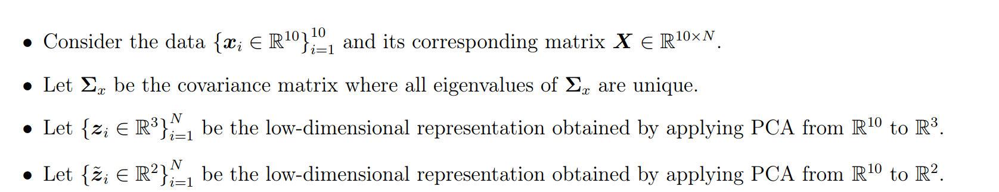 • Consider the data $\{\boldsymbol{x}_i \in \mathbb{R}^{10}\}_{i=1}^{10}$ and its corresponding matrix $\boldsymbol{X} \in \mathbb{R}^{10 \times N}$.
• Let $\boldsymbol{\Sigma}_x$ be the covariance matrix where all eigenvalues of $\boldsymbol{\Sigma}_x$ are unique.
• Let $\{\boldsymbol{z}_i \in \mathbb{R}^3\}_{i=1}^{N}$ be the low-dimensional representation obtained by applying PCA from $\mathbb{R}^{10}$ to $\mathbb{R}^3$.
• Let $\{\tilde{\boldsymbol{z}}_i \in \mathbb{R}^2\}_{i=1}^{N}$ be the low-dimensional representation obtained by applying PCA from $\mathbb{R}^{10}$ to $\mathbb{R}^2$.